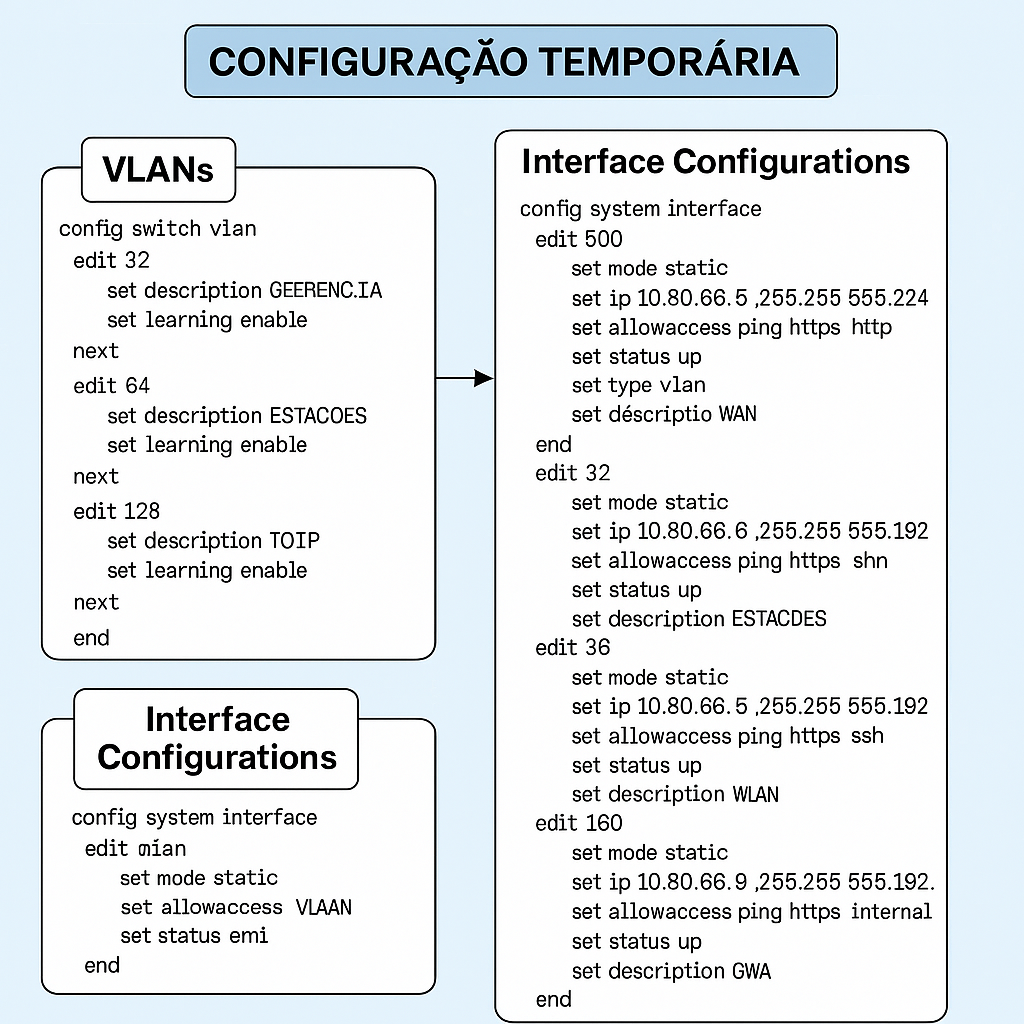 CONFIGURAÇÃO TEMPORÁRIA
VLANs
config switch vlan
edit 32
set description GEERENC.IA
set learning enable
next
edit 64
set description ESTACOES
set learning enable
next
edit 128
set description TOIP
set learning enable
next
end
Interface
Configurations
config system interface
edit mían
set mode static
set allowaccess VLAAN
set status emi
end
Interface Configurations
config system interface
edit 500
set mode static
set ip 10.80.66.5 ,255.255 555.224
set allowaccess ping https http
set status up
set type vlan
set déscriptio WAN
end
edit 32
set mode static
set ip 10.80.66.6 ,255.255 555.192
set allowaccess ping https shn
set status up
set description ESTACDES
edit 36
set mode static
set ip 10.80.66.5 ,255.255 555.192
set allowaccess ping https ssh
set status up
set description WLAN
edit 160
set mode static
set ip 10.80.66.9 ,255.255 555.192.
set allowaccess ping https internal
set status up
set description GWA
end